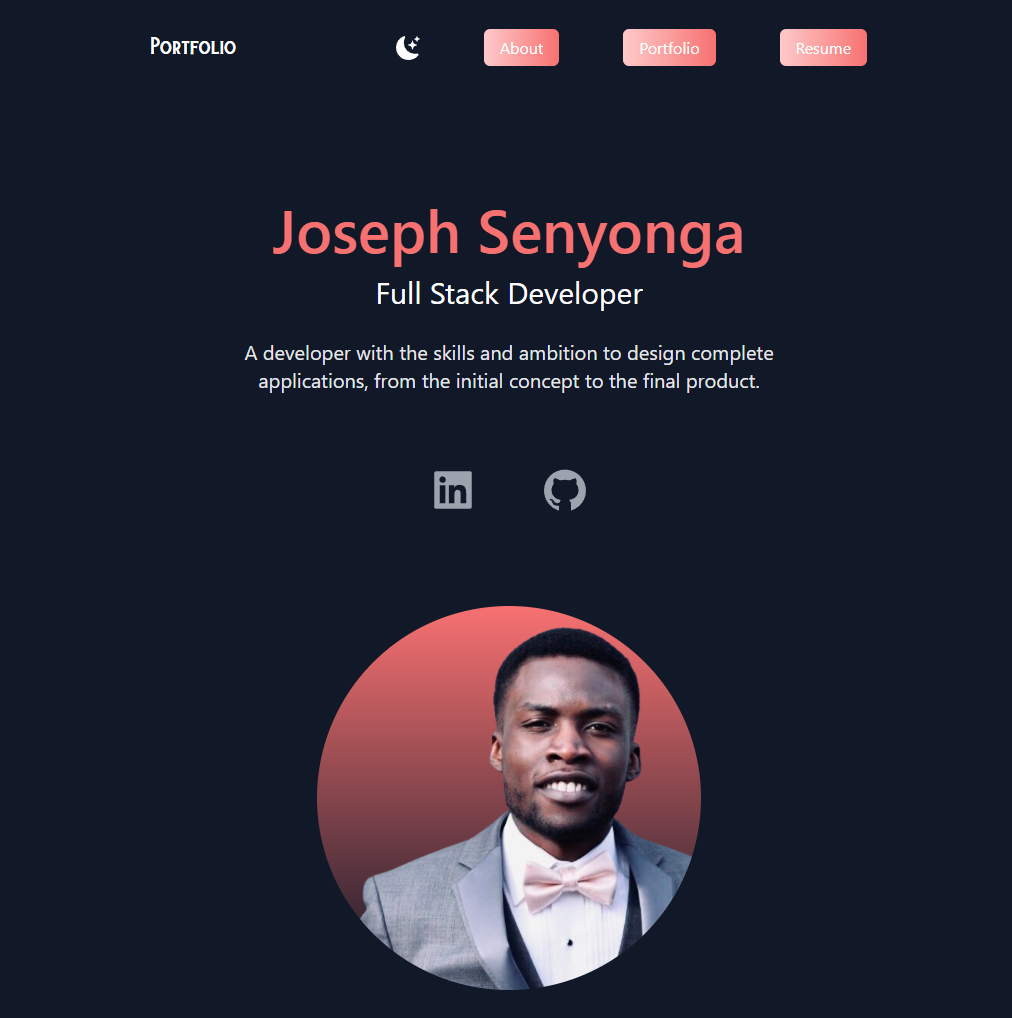 Portfolio
About
Portfolio
Resume
Joseph Senyonga
Full Stack Developer
A developer with the skills and ambition to design complete
applications, from the initial concept to the final product.
in